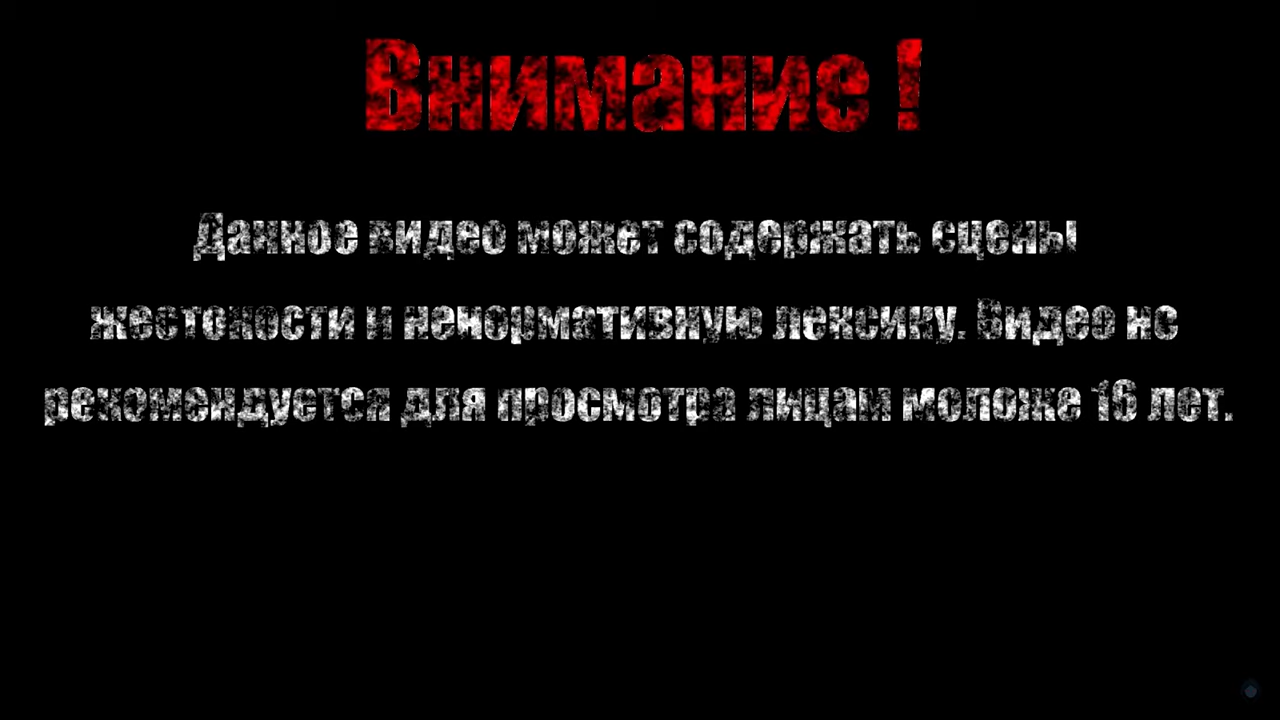 Внимание !
Данное видео может содержать сцены
жестокости и ненормативную лексику. Видео не
рекомендуется для просмотра лицам моложе 16 лет.